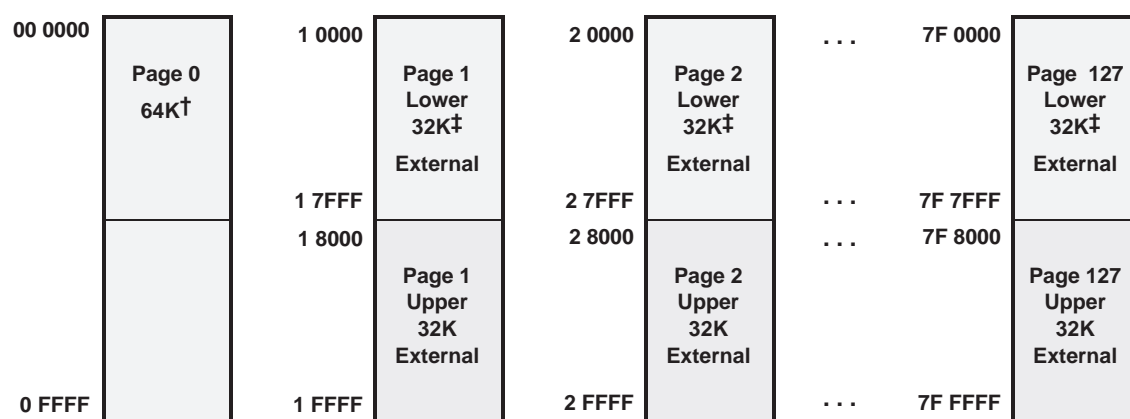 00 0000
1 0000
2 0000
. . .
7F 0000
Page 0
64K†
Page 1
Lower
32K‡
External
Page 2
Lower
32K‡
External
Page 127
Lower
32K‡
External
1 7FFF
2 7FFF
. . .
7F 7FFF
1 8000
2 8000
. . .
7F 8000
Page 1
Upper
32K
External
Page 2
Upper
32K
External
Page 127
Upper
32K
External
0 FFFF
1 FFFF
2 FFFF
. . .
7F FFFF